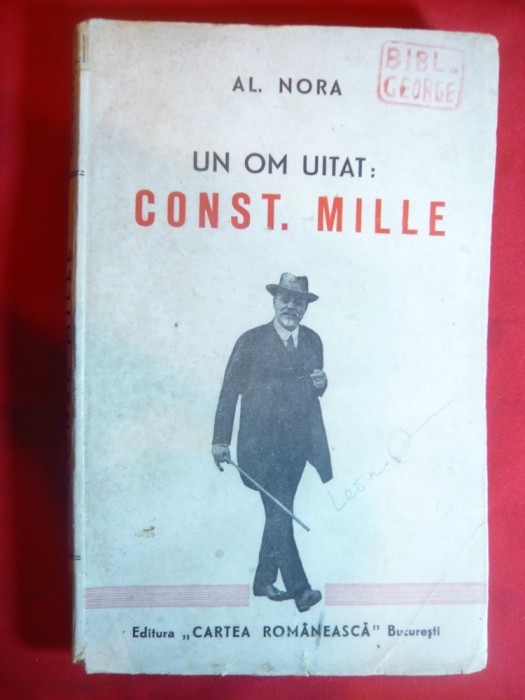 AL. NORA
BIBL.
GEORGE
UN OM UITAT:
CONST. MILLE
Editura „CARTEA ROMÂNEASCĂ" București